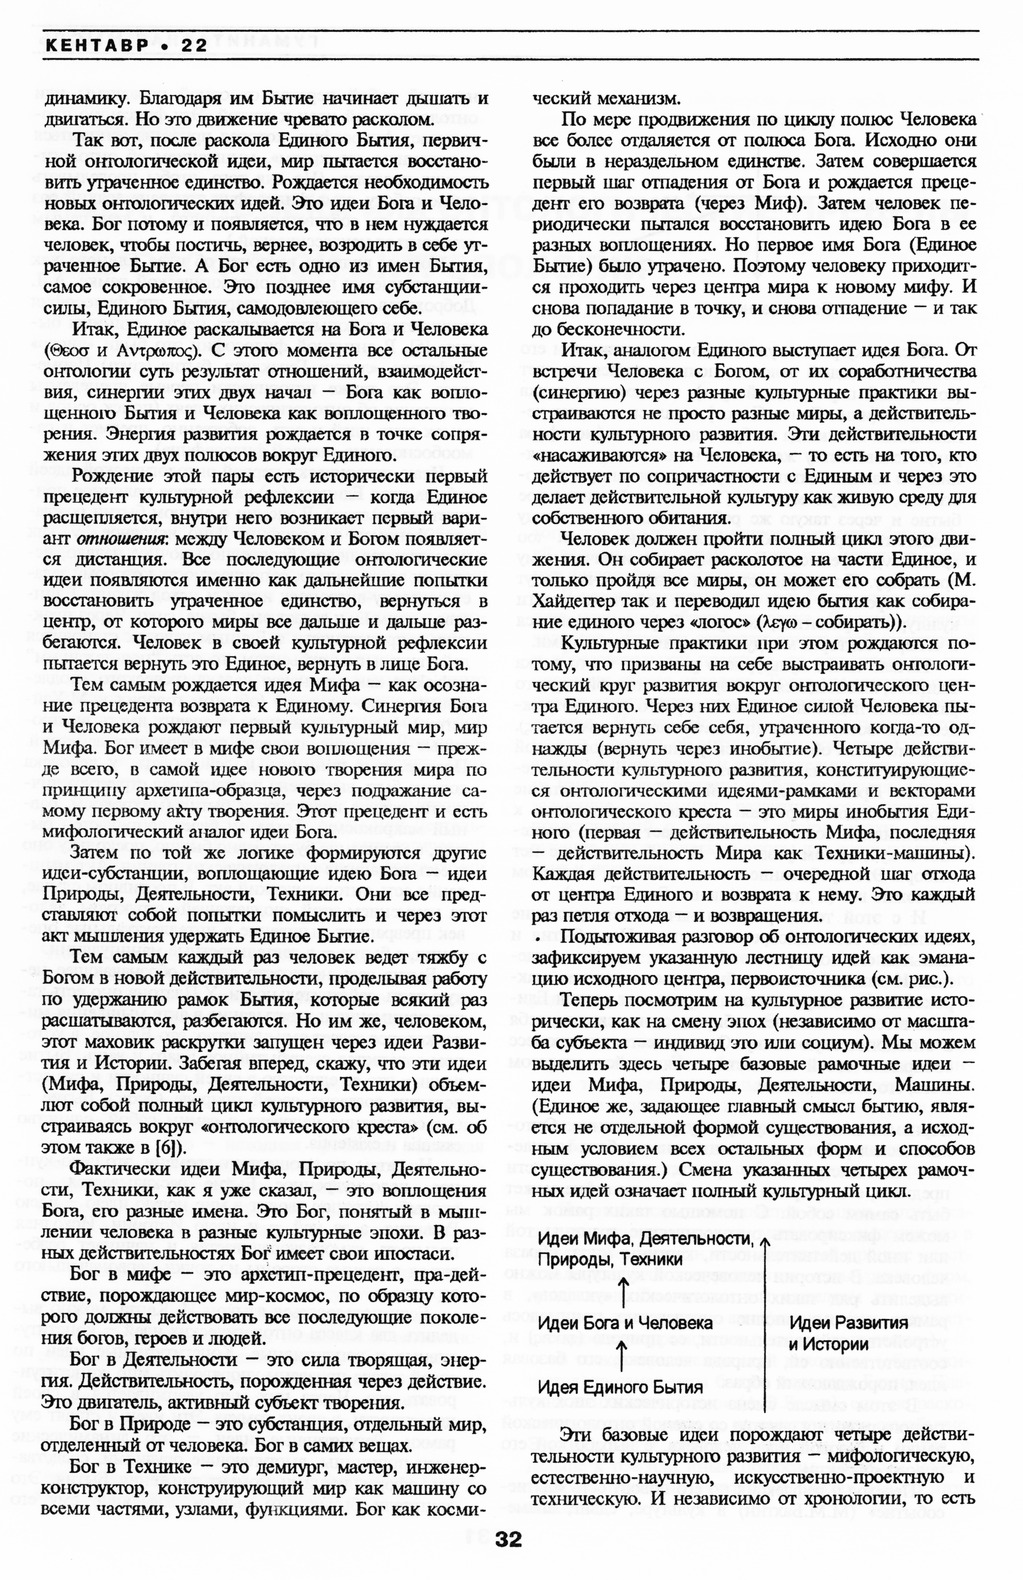 КЕНТАВР • 22
динамику. Благодаря им Бытие начинает дышать и
двигаться. Но это движение чревато расколом.
Так вот, после раскола Единого Бытия, первич-
ной онтологической идеи, мир пытается восстано-
вить утраченное единство. Рождается необходимость
новых онтологических идей. Это идеи Бога и Чело-
века. Бог потому и появляется, что в нем нуждается
человек, чтобы постичь, вернее, возродить в себе ут-
раченное Бытие. А Бог есть одно из имен Бытия,
самое сокровенное. Это позднее имя субстанции-
силы, Единого Бытия, самодовлеющего себе.
Итак, Единое раскалывается на Бога и Человека
(Θεοσ и Αντρωπος). С этого момента все остальные
онтологии суть результат отношений, взаимодейст-
вия, синергии этих двух начал — Бога как вопло-
щенного Бытия и Человека как воплощенного тво-
рения. Энергия развития рождается в точке сопря-
жения этих двух полюсов вокруг Единого.
Рождение этой пары есть исторически первый
прецедент культурной рефлексии — когда Единое
расщепляется, внутри него возникает первый вари-
ант отношения: между Человеком и Богом появляет-
ся дистанция. Все последующие онтологические
идеи появляются именно как дальнейшие попытки
восстановить утраченное единство, вернуться в
центр, от которого миры все дальше и дальше раз-
бегаются. Человек в своей культурной рефлексии
пытается вернуть это Единое, вернуть в лице Бога.
Тем самым рождается идея Мифа — как осозна-
ние прецедента возврата к Единому. Синергия Бога
и Человека рождают первый культурный мир, мир
Мифа. Бог имеет в мифе свои воплощения — преж-
де всего, в самой идее нового творения мира по
принципу архетипа-образца, через подражание са-
мому первому акту творения. Этот прецедент и есть
мифологический аналог идеи Бога.
Затем по той же логике формируются другие
идеи-субстанции, воплощающие идею Бога — идеи
Природы, Деятельности, Техники. Они все пред-
ставляют собой попытки помыслить и через этот
акт мышления удержать Единое Бытие.
Тем самым каждый раз человек ведет тяжбу с
Богом в новой действительности, проделывая работу
по удержанию рамок Бытия, которые всякий раз
расшатываются, разбегаются. Но им же, человеком,
этот маховик раскрутки запущен через идеи Разви-
тия и Истории. Забегая вперед, скажу, что эти идеи
(Мифа, Природы, Деятельности, Техники) объем-
лют собой полный цикл культурного развития, вы-
страиваясь вокруг «онтологического креста» (см. об
этом также в [6]).
Фактически идеи Мифа, Природы, Деятельно-
сти, Техники, как я уже сказал, — это воплощения
Бога, его разные имена. Это Бог, понятый в мыш-
лении человека в разные культурные эпохи. В раз-
ных действительностях Бог имеет свои ипостаси.
Бог в мифе — это архетип-прецедент, пра-дей-
ствие, порождающее мир-космос, по образцу кото-
рого должны действовать все последующие поколе-
ния богов, героев и людей.
Бог в Деятельности — это сила творящая, энер-
гия. Действительность, порожденная через действие.
Это двигатель, активный субъект творения.
Бог в Природе — это субстанция, отдельный мир,
отделенный от человека. Бог в самих вещах.
Бог в Технике — это демиург, мастер, инженер-
конструктор, конструирующий мир как машину со
всеми частями, узлами, функциями. Бог как косми-
ческий механизм.
По мере продвижения по циклу полюс Человека
все более отдаляется от полюса Бога. Исходно они
были в нераздельном единстве. Затем совершается
первый шаг отпадения от Бога и рождается преце-
дент его возврата (через Миф). Затем человек пе-
риодически пытался восстановить идею Бога в ее
разных воплощениях. Но первое имя Бога (Единое
Бытие) было утрачено. Поэтому человеку приходит-
ся проходить через центра мира к новому мифу. И
снова попадание в точку, и снова отпадение — и так
до бесконечности.
Итак, аналогом Единого выступает идея Бога. От
встречи Человека с Богом, от их соработничества
(синергию) через разные культурные практики вы-
страиваются не просто разные миры, а действитель-
ности культурного развития. Эти действительности
«насаживаются» на Человека, — то есть на того, кто
действует по сопричастности с Единым и через это
делает действительной культуру как живую среду для
собственного обитания.
Человек должен пройти полный цикл этого дви-
жения. Он собирает расколотое на части Единое, и
только пройдя все миры, он может его собрать (М.
Хайдеггер так и переводил идею бытия как собира-
ние единого через «логос» (λεγω – собирать)).
Культурные практики при этом рождаются по-
тому, что призваны на себе выстраивать онтологи-
ческий круг развития вокруг онтологического цен-
тра Единого. Через них Единое силой Человека пы-
тается вернуть себе себя, утраченного когда-то од-
нажды (вернуть через инобытие). Четыре действи-
тельности культурного развития, конституирующие-
ся онтологическими идеями-рамками и векторами
онтологического креста — это миры инобытия Еди-
ного (первая — действительность Мифа, последняя
— действительность Мира как Техники-машины).
Каждая действительность — очередной шаг отхода
от центра Единого и возврата к нему. Это каждый
раз петля отхода — и возвращения.
Подытоживая разговор об онтологических идеях,
зафиксируем указанную лестницу идей как эмана-
цию исходного центра, первоисточника (см. рис.).
Теперь посмотрим на культурное развитие исто-
рически, как на смену эпох (независимо от масшта-
ба субъекта — индивид это или социум). Мы можем
выделить здесь четыре базовые рамочные идеи —
идеи Мифа, Природы, Деятельности, Машины.
(Единое же, задающее главный смысл бытию, явля-
ется не отдельной формой существования, а исход-
ным условием всех остальных форм и способов
существования.) Смена указанных четырех рамоч-
ных идей означает полный культурный цикл.
Идеи Мифа, Деятельности,
Природы, Техники
Идеи Бога и Человека
Идеи Развития
и Истории
Идея Единого Бытия
Эти базовые идеи порождают четыре действи-
тельности культурного развития — мифологическую,
естественно-научную, искусственно-проектную и
техническую. И независимо от хронологии, то есть
32